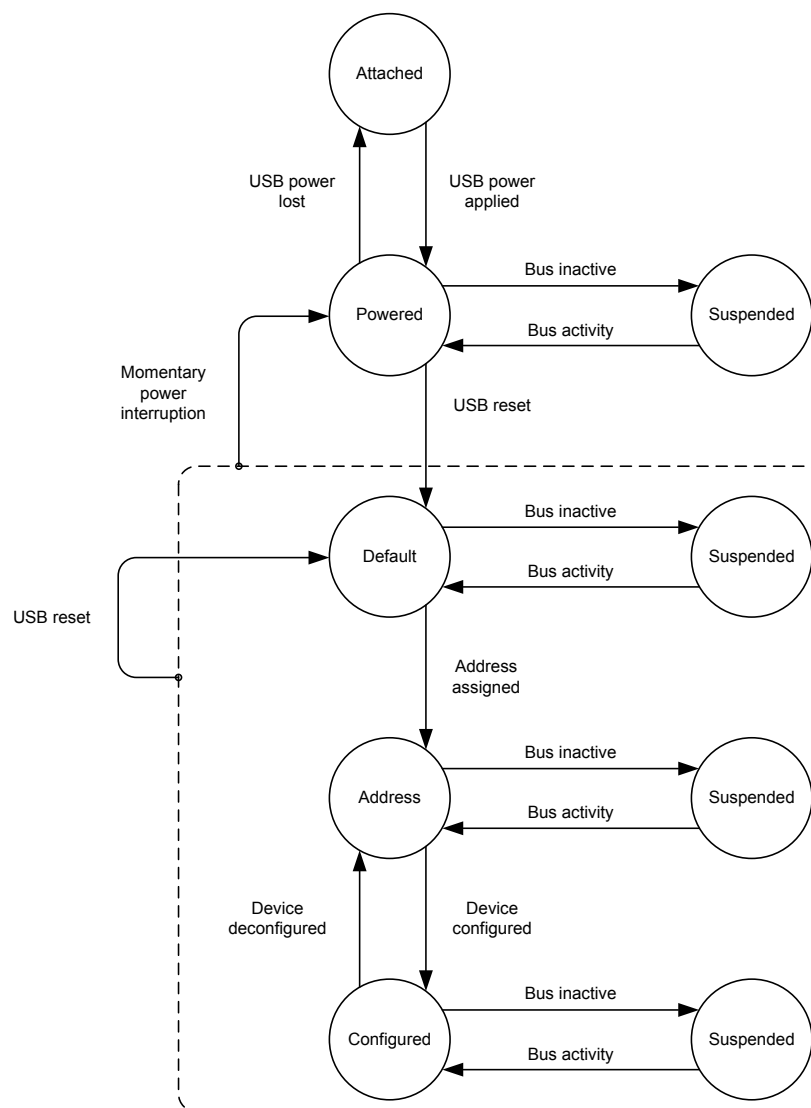 Attached
USB power
lost
USB power
applied
Bus inactive
Powered
Suspended
Bus activity
Momentary
power
interruption
USB reset
Bus inactive
Default
Suspended
Bus activity
USB reset
Address
assigned
Bus inactive
Address
Suspended
Bus activity
Device
deconfigured
Device
configured
Bus inactive
Configured
Suspended
Bus activity